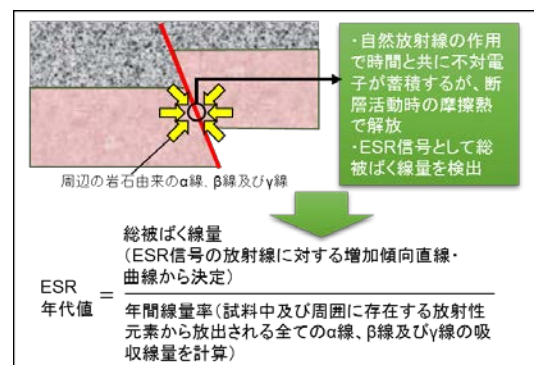 ・自然放射線の作用
で時間と共に不対電
子が蓄積するが、断
層活動時の摩擦熱
で解放
・ESR信号として総
被ばく線量を検出
周辺の岩石由来のα線、β線及びγ線
総被ばく線量
(ESR信号の放射線に対する増加傾向直線・
曲線から決定)
ESR
年代値
=
年間線量率(試料中及び周囲に存在する放射性
元素から放出される全てのα線、β線及びγ線の吸
収線量を計算)